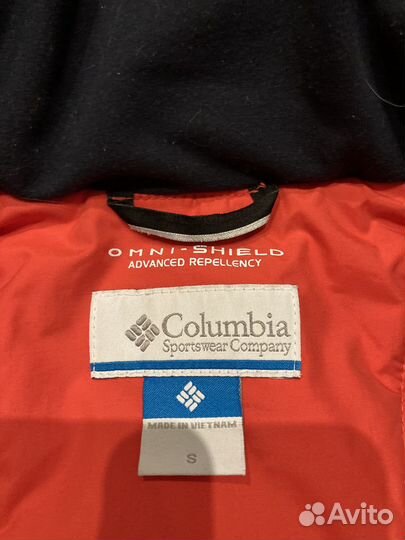 OMNI-SHIELD
ADVANCED REPELLENCY
Columbia
Sportswear Company
MADE IN VIETNAM
S
Avito